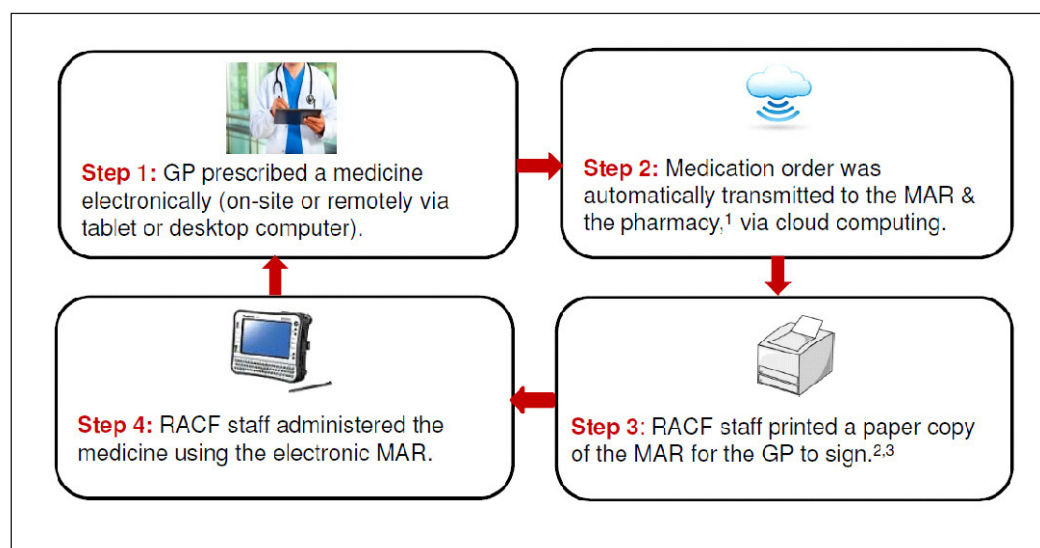 Step 1: GP prescribed a medicine
electronically (on-site or remotely via
tablet or desktop computer).
Step 2: Medication order was
automatically transmitted to the MAR &
the pharmacy,¹ via cloud computing.
Step 3: RACF staff printed a paper copy
of the MAR for the GP to sign.²,³
Step 4: RACF staff administered the
medicine using the electronic MAR.